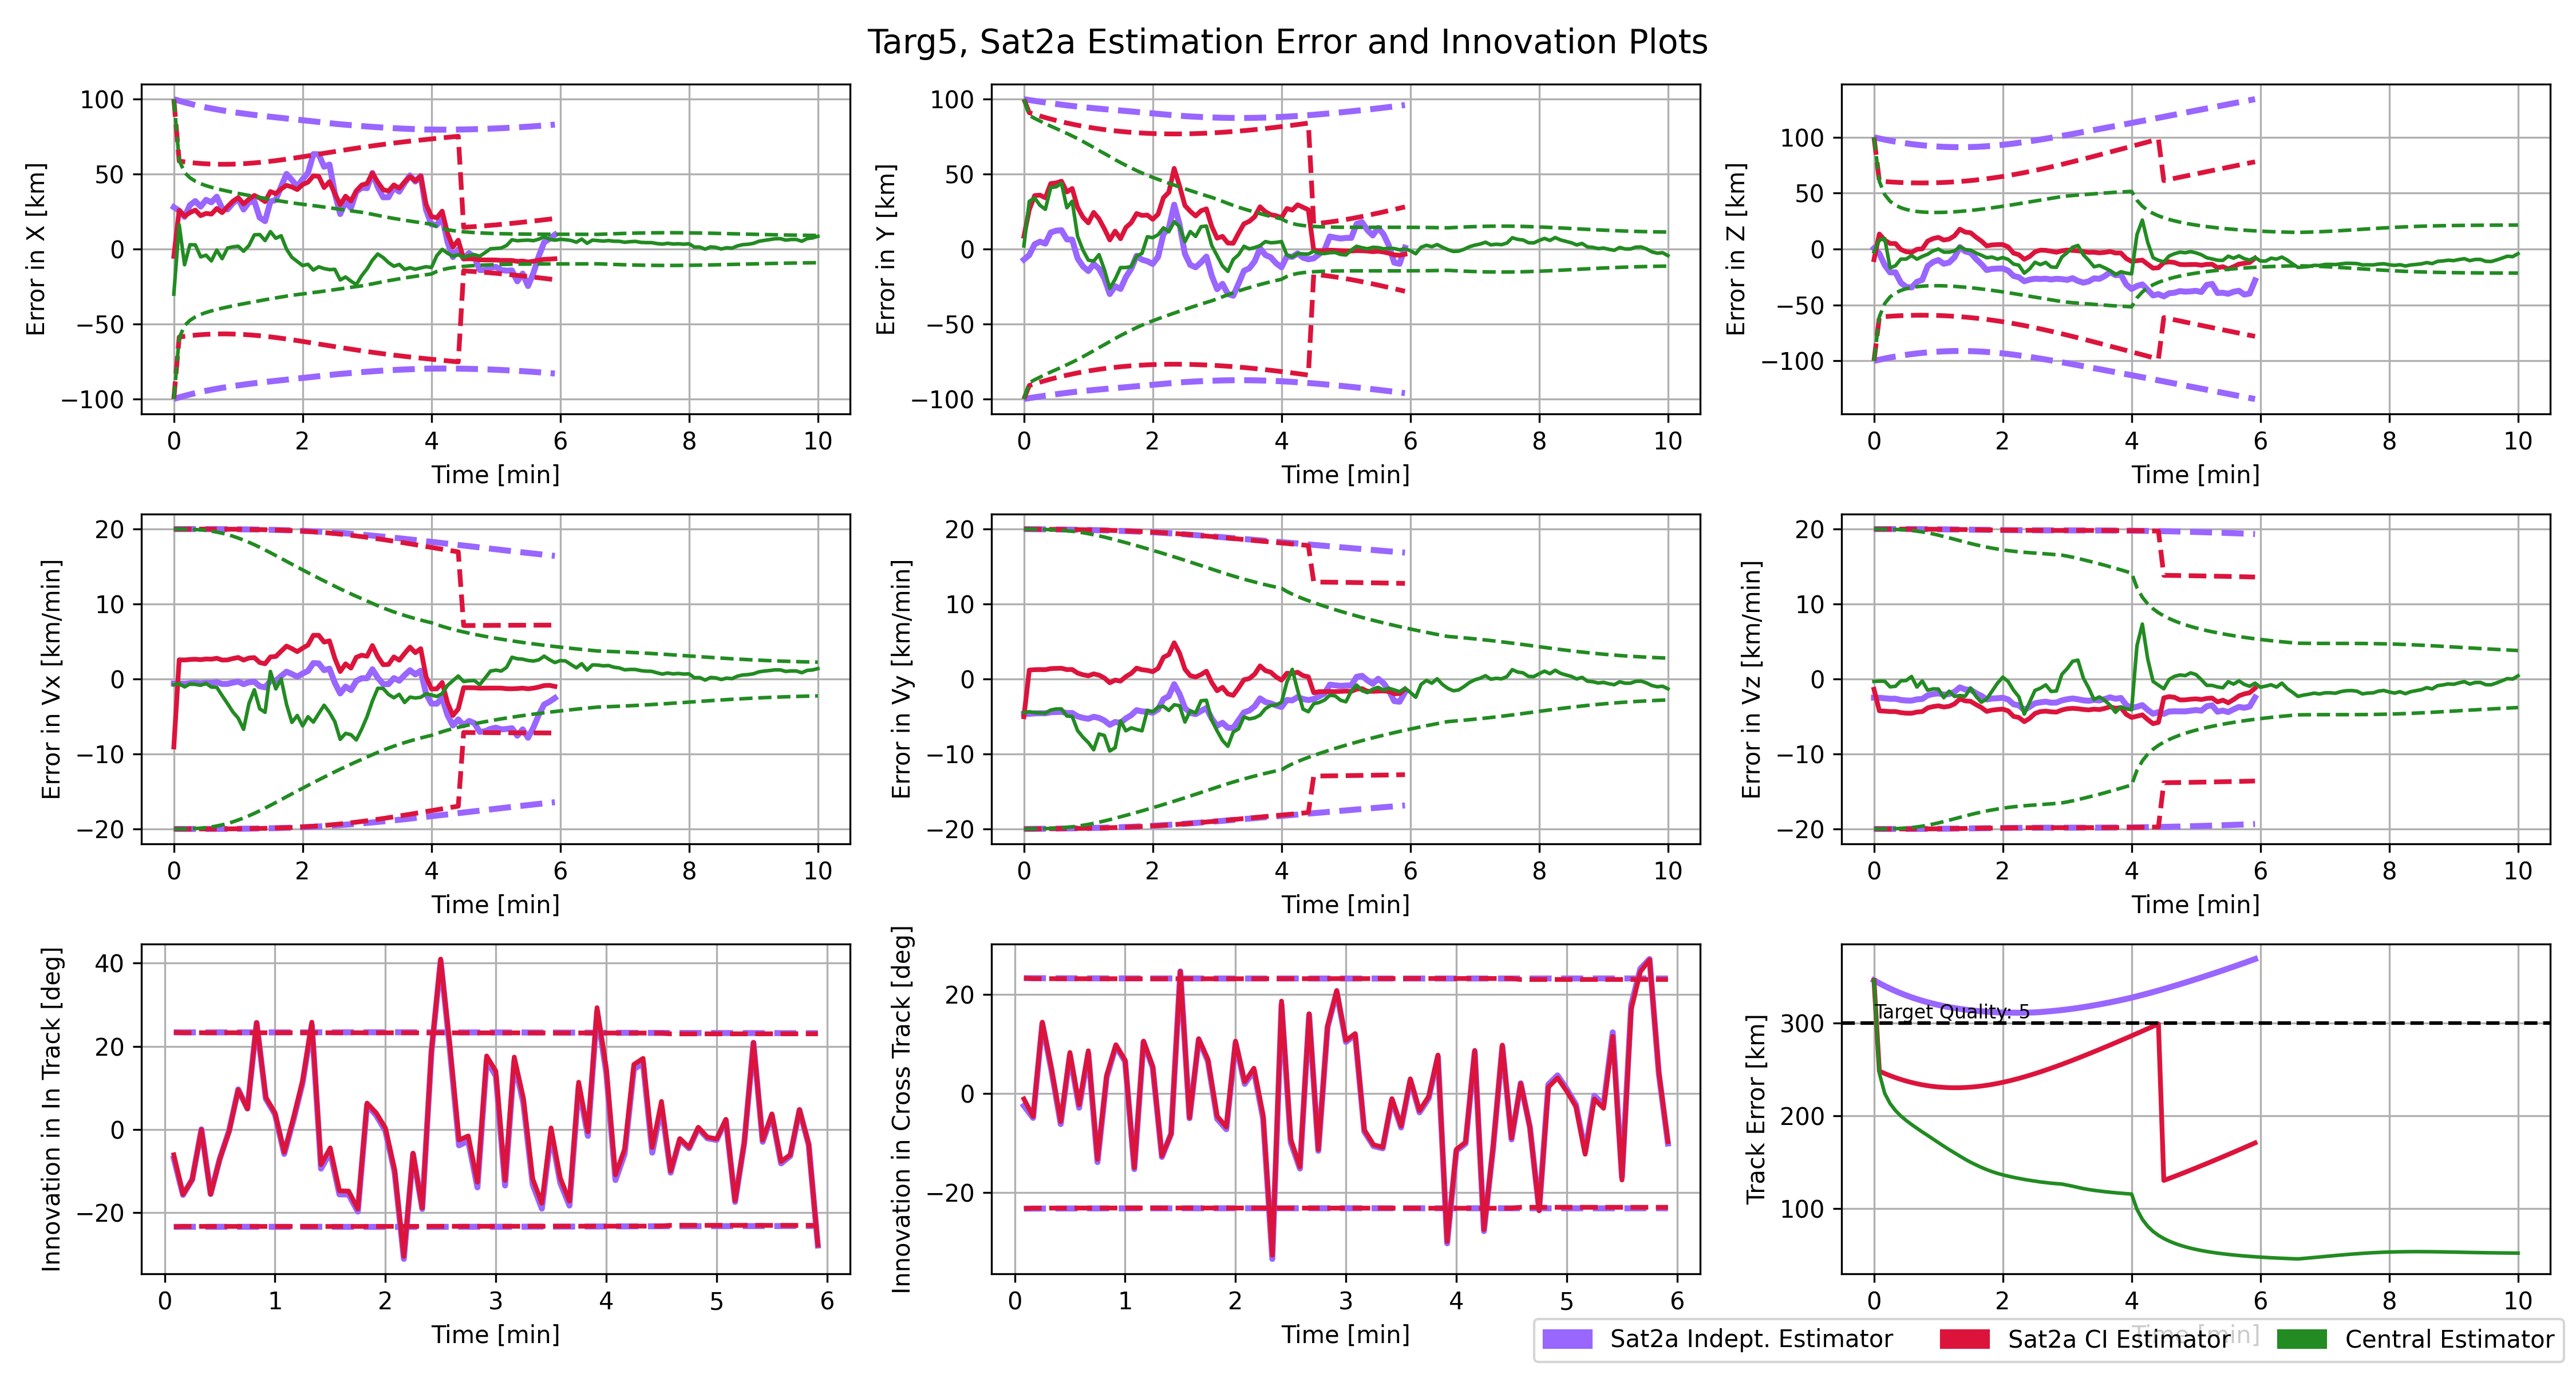 Targ5, Sat2a Estimation Error and Innovation Plots
Error in X [km]
100
50
0
−50
−100
0 2 4 6 8 10
Time [min]
Error in Y [km]
100
50
0
−50
−100
0 2 4 6 8 10
Time [min]
Error in Z [km]
100
50
0
−50
−100
0 2 4 6 8 10
Time [min]
Error in Vx [km/min]
20
10
0
−10
−20
0 2 4 6 8 10
Time [min]
Error in Vy [km/min]
20
10
0
−10
−20
0 2 4 6 8 10
Time [min]
Error in Vz [km/min]
20
10
0
−10
−20
0 2 4 6 8 10
Time [min]
Innovation in In Track [deg]
40
20
0
−20
0 1 2 3 4 5 6
Time [min]
Innovation in Cross Track [deg]
20
0
−20
0 1 2 3 4 5 6
Time [min]
Track Error [km]
300
200
100
Target Quality: 5
0 2 4 6 8 10
Time [min]
Sat2a Indept. Estimator
Sat2a CI Estimator
Central Estimator